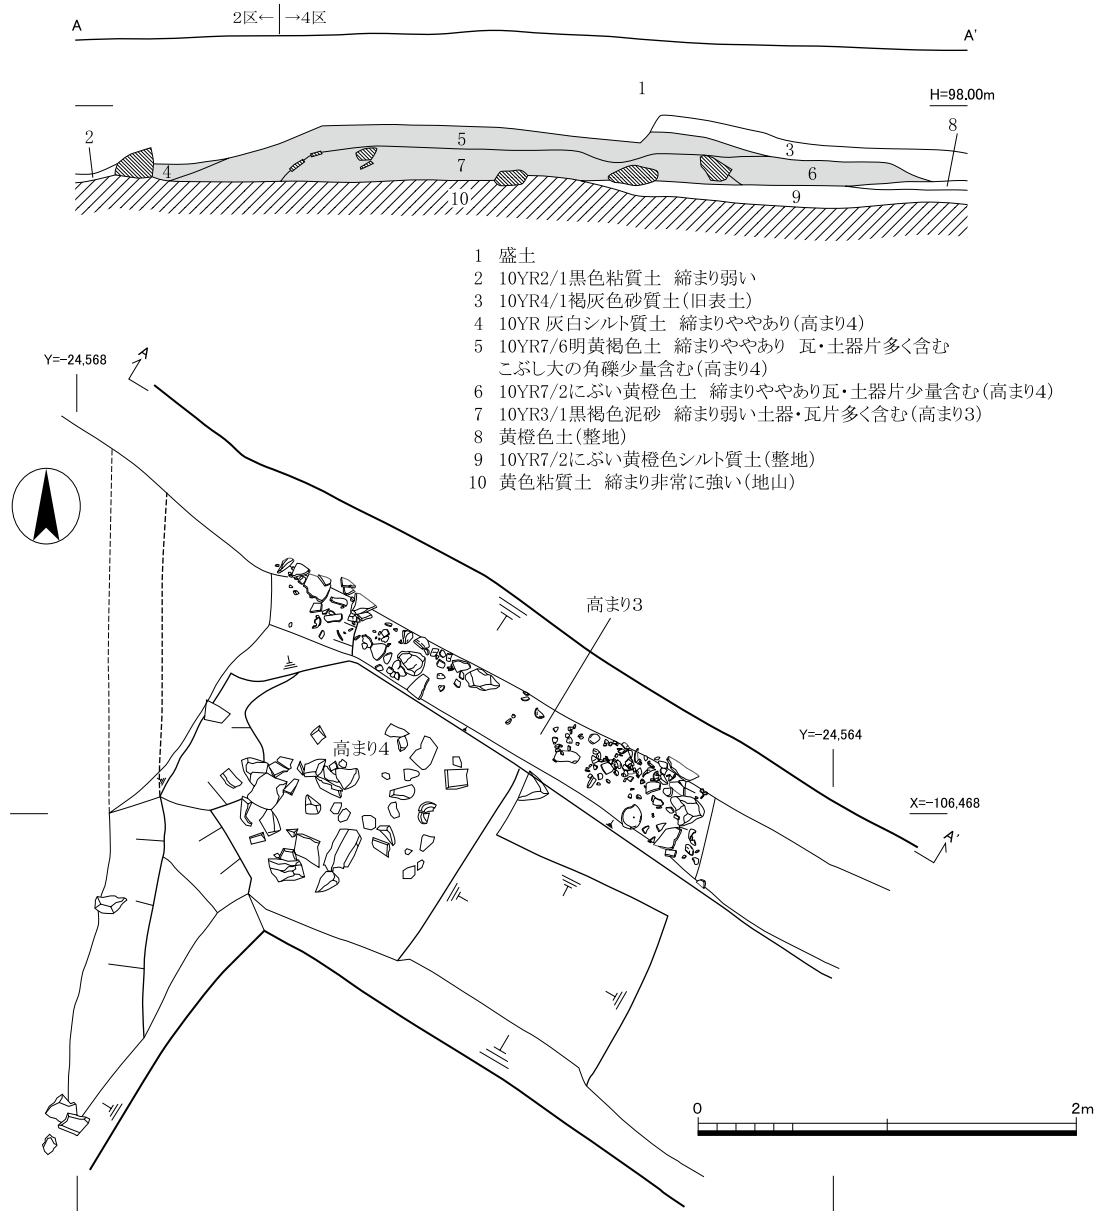 2区← →4区
A
A'
1
H=98.00m
2
8
5
3
4
7
6
10
9
1 盛土
2 10YR2/1黒色粘質土 締まり弱い
3 10YR4/1褐灰色砂質土(旧表土)
4 10YR 灰白シルト質土 締まりややあり(高まり4)
5 10YR7/6明黄褐色土 締まりややあり 瓦・土器片多く含む
こぶし大の角礫少量含む(高まり4)
6 10YR7/2にぶい黄橙色土 締まりややあり瓦・土器片少量含む(高まり4)
7 10YR3/1黒褐色泥砂 締まり弱い土器・瓦片多く含む(高まり3)
8 黄橙色土(整地)
9 10YR7/2にぶい黄橙色シルト質土(整地)
10 黄色粘質土 締まり非常に強い(地山)
Y=-24,568
A
高まり3
高まり4
Y=-24,564
X=-106,468
A'
0
2m